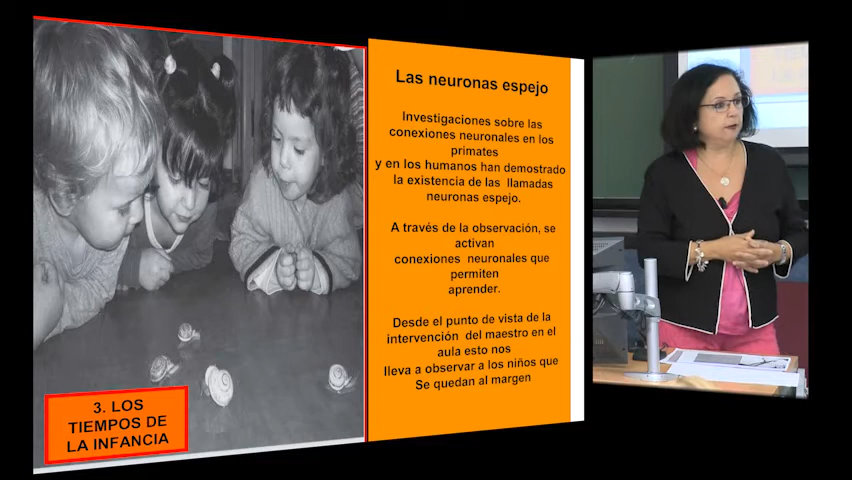 Las neuronas espejo
Investigaciones sobre las
conexiones neuronales en los
primates
y en los humanos han demostrado
la existencia de las llamadas
neuronas espejo.
A través de la observación, se
activan
conexiones neuronales que
permiten
aprender.
Desde el punto de vista de la
intervención del maestro en el
aula esto nos
lleva a observar a los niños que
Se quedan al margen
3. LOS
TIEMPOS DE
LA INFANCIA